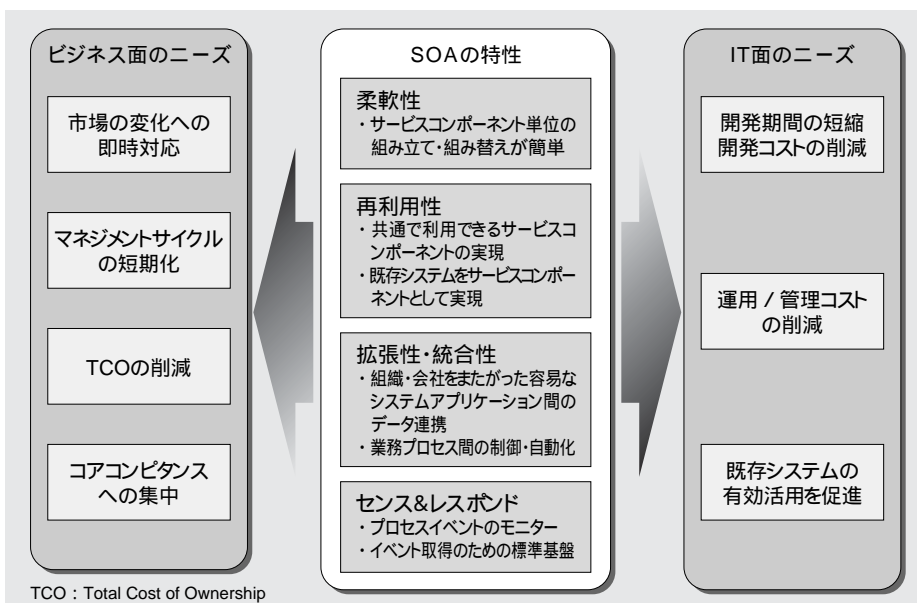 ビジネス面のニーズ
市場の変化への
即時対応
マネジメントサイクル
の短期化
TCOの削減
コアコンピタンス
への集中
SOAの特性
柔軟性
・サービスコンポーネント単位の
組み立て・組み替えが簡単
再利用性
・共通で利用できるサービスコ
ンポーネントの実現
・既存システムをサービスコンポー
ネントとして実現
拡張性・統合性
・組織・会社をまたがった容易な
システムアプリケーション間の
データ連携
・業務プロセス間の制御・自動化
センス&レスポンド
・プロセスイベントのモニター
・イベント取得のための標準基盤
IT面のニーズ
開発期間の短縮
開発コストの削減
運用 / 管理コスト
の削減
既存システムの
有効活用を促進
TCO：Total Cost of Ownership